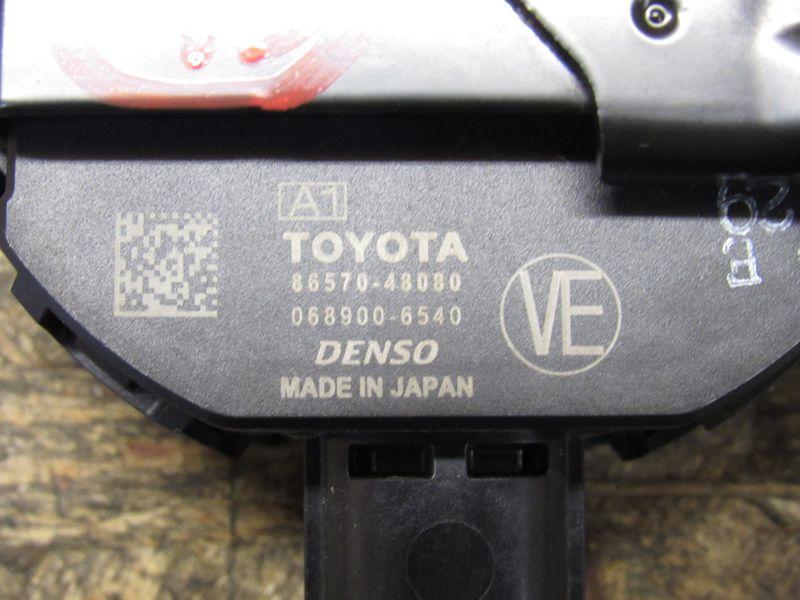 A1
TOYOTA
86570-48080
068900-6540
DENSO
MADE IN JAPAN
VE